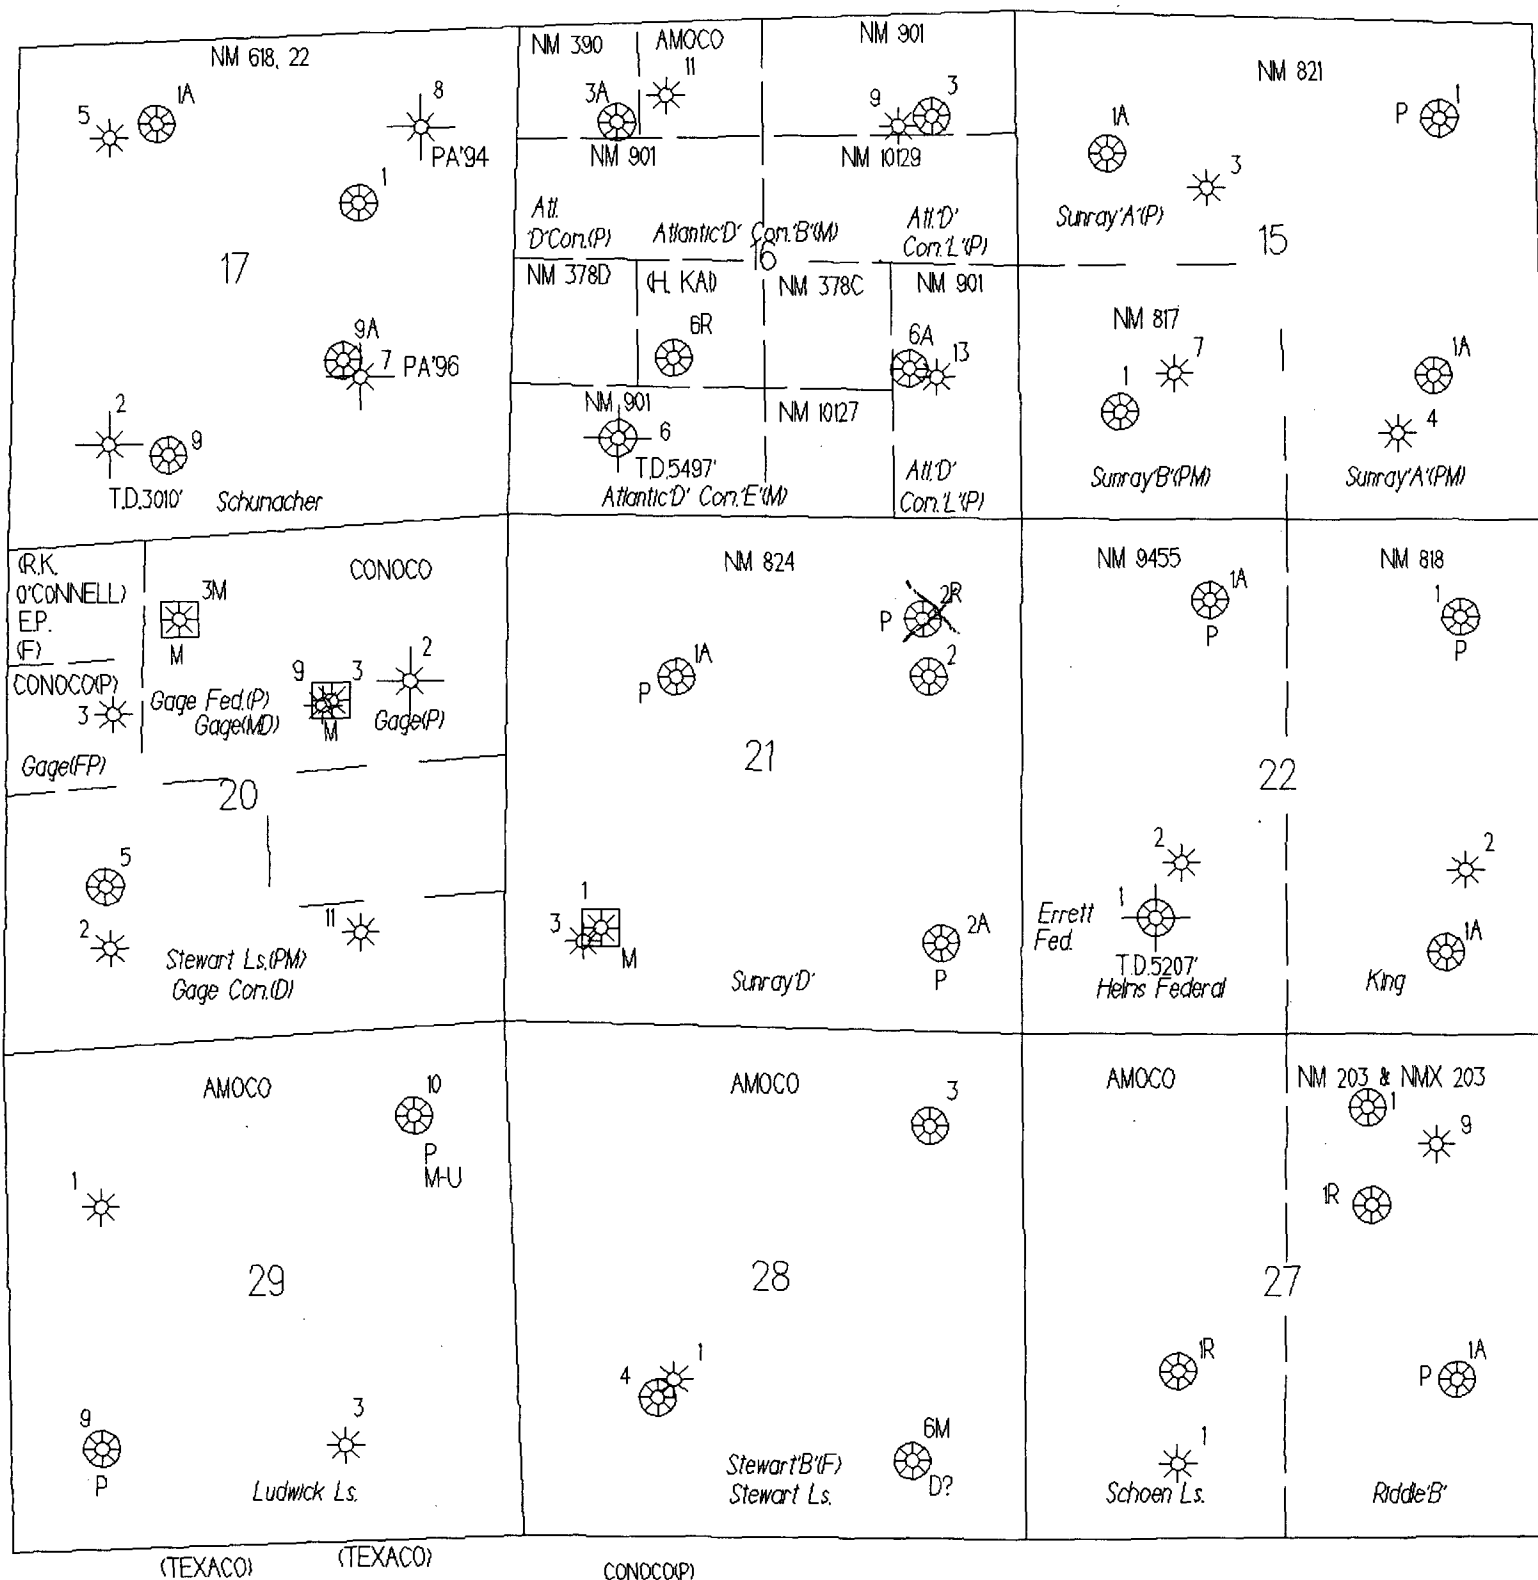 NM 618, 22
1A
5
8
PA'94
1
17
9A
7 PA'96
2
9
T.D.3010'
Schumacher
NM 390
AMOCO
NM 901
3A
11
9
3
NM 901
NM 10129
Atl.
'D'Com.(P)
Atlantic'D' Com.'B'(M)
Atl.'D'
Com.'L'(P)
16
NM 378D
(H. KAI)
NM 378C
NM 901
6R
6A
13
NM 901
NM 10127
6
T.D.5497'
Atlantic'D' Com.'E'(M)
Atl.'D'
Com.'L'(P)
NM 821
1A
P
1
3
Sunray'A'(P)
15
NM 817
1
7
1A
4
Sunray'B'(PM)
Sunray'A'(PM)
(R.K.
O'CONNELL)
E.P.
(F)
CONOCO
3M
M
2
9
3
M
CONOCO(P)
3
Gage Fed.(P)
Gage(MD)
Gage(P)
Gage(FP)
20
5
2
11
Stewart Ls.(PM)
Gage Com.(D)
NM 824
2R
P
1A
P
2
21
1
3
M
2A
P
Sunray'D'
NM 9455
NM 818
1A
P
1
P
22
2
2
1
Errett
Fed.
T.D.5207'
Helms Federal
1A
King
AMOCO
10
P
M-U
1
29
9
P
3
Ludwick Ls.
AMOCO
3
28
4
1
6M
D?
Stewart'B'(F)
Stewart Ls.
AMOCO
NM 203 & NMX 203
1
9
1R
27
1R
P
1A
1
Schoen Ls.
Riddle'B'
(TEXACO)
(TEXACO)
CONOCO(P)